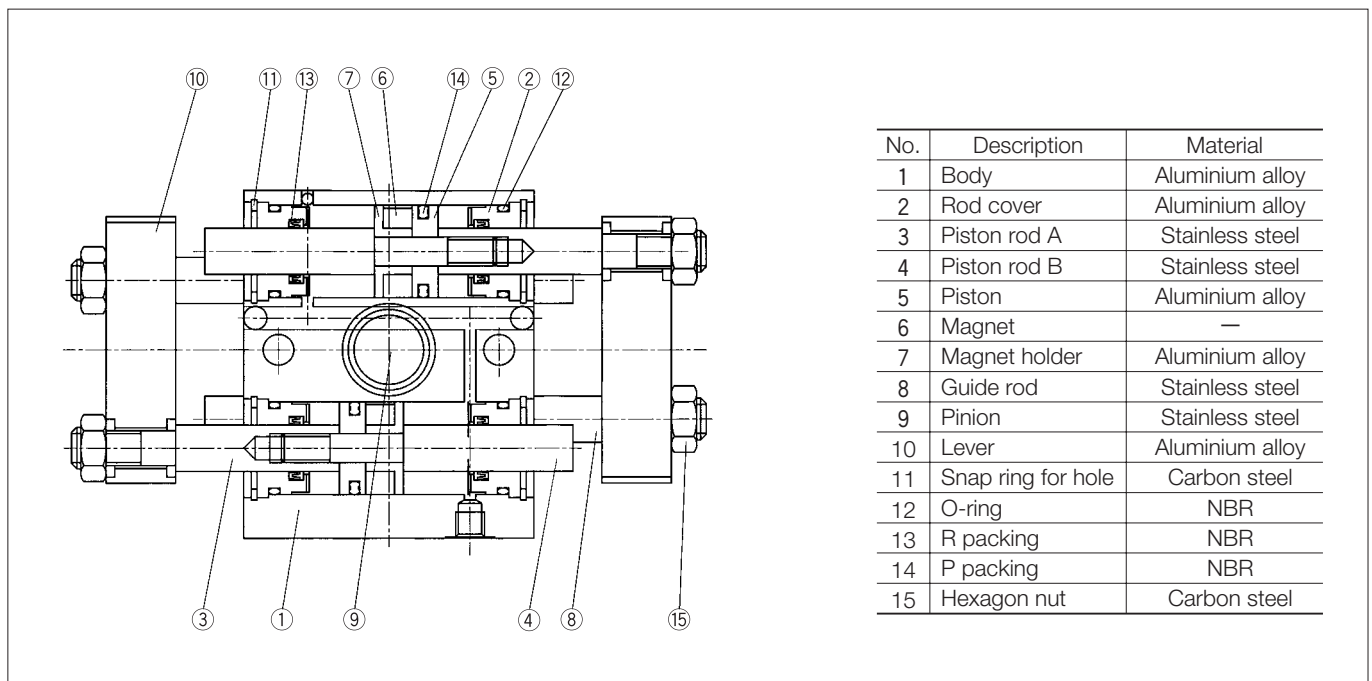 ⑩ ⑪ ⑬ ⑦ ⑥ ⑭ ⑤ ② ⑫
③ ① ⑨ ④ ⑧ ⑮
No. Description Material
1 Body Aluminium alloy
2 Rod cover Aluminium alloy
3 Piston rod A Stainless steel
4 Piston rod B Stainless steel
5 Piston Aluminium alloy
6 Magnet —
7 Magnet holder Aluminium alloy
8 Guide rod Stainless steel
9 Pinion Stainless steel
10 Lever Aluminium alloy
11 Snap ring for hole Carbon steel
12 O-ring NBR
13 R packing NBR
14 P packing NBR
15 Hexagon nut Carbon steel